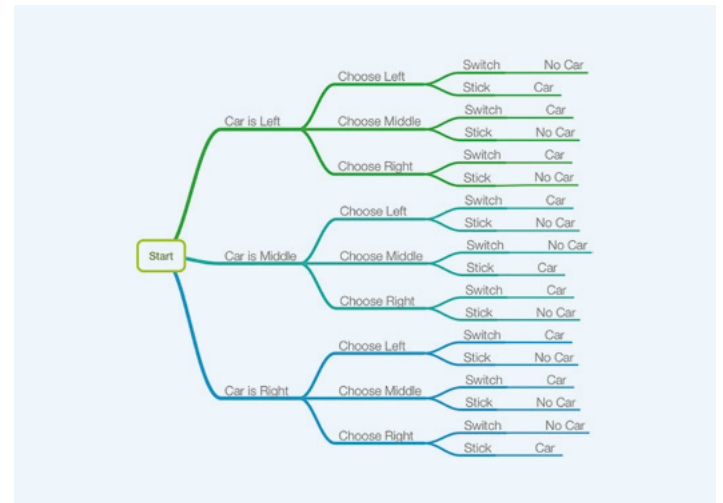 Switch No Car
Choose Left
Stick Car
Car is Left
Switch Car
Choose Middle
Stick No Car
Switch Car
Choose Right
Stick No Car
Start
Car is Middle
Switch Car
Choose Left
Stick No Car
Switch No Car
Choose Middle
Stick Car
Switch Car
Choose Right
Stick No Car
Car is Right
Switch Car
Choose Left
Stick No Car
Switch Car
Choose Middle
Stick No Car
Switch No Car
Choose Right
Stick Car